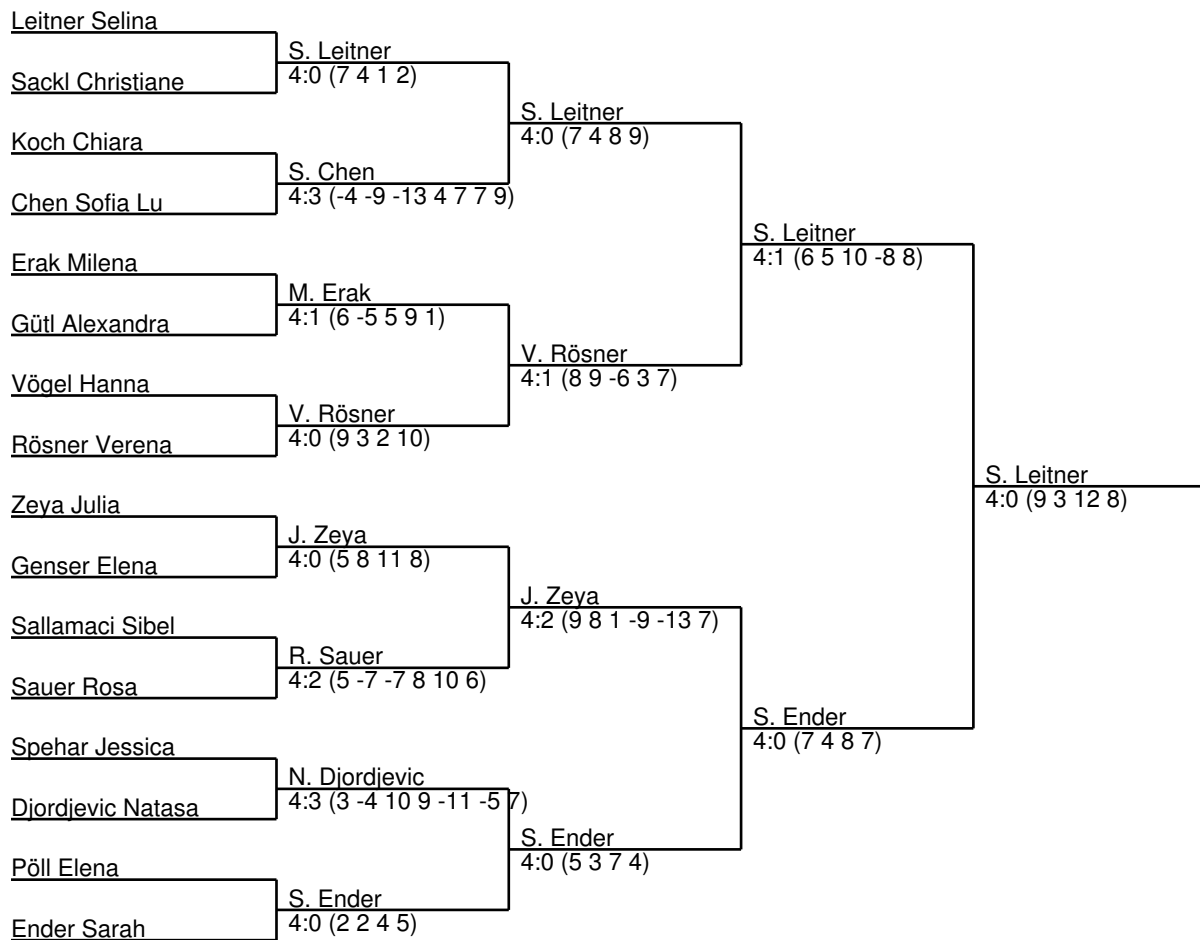 Leitner Selina
S. Leitner
4:0 (7 4 1 2)
Sackl Christiane
S. Leitner
4:0 (7 4 8 9)
Koch Chiara
S. Chen
4:3 (-4 -9 -13 4 7 7 9)
Chen Sofia Lu
S. Leitner
4:1 (6 5 10 -8 8)
Erak Milena
M. Erak
4:1 (6 -5 5 9 1)
Gütl Alexandra
V. Rösner
4:1 (8 9 -6 3 7)
Vögel Hanna
V. Rösner
4:0 (9 3 2 10)
Rösner Verena
S. Leitner
4:0 (9 3 12 8)
Zeya Julia
J. Zeya
4:0 (5 8 11 8)
Genser Elena
J. Zeya
4:2 (9 8 1 -9 -13 7)
Sallamaci Sibel
R. Sauer
4:2 (5 -7 -7 8 10 6)
Sauer Rosa
S. Ender
4:0 (7 4 8 7)
Spehar Jessica
N. Djordjevic
4:3 (3 -4 10 9 -11 -5 7)
Djordjevic Natasa
S. Ender
4:0 (5 3 7 4)
Pöll Elena
S. Ender
4:0 (2 2 4 5)
Ender Sarah